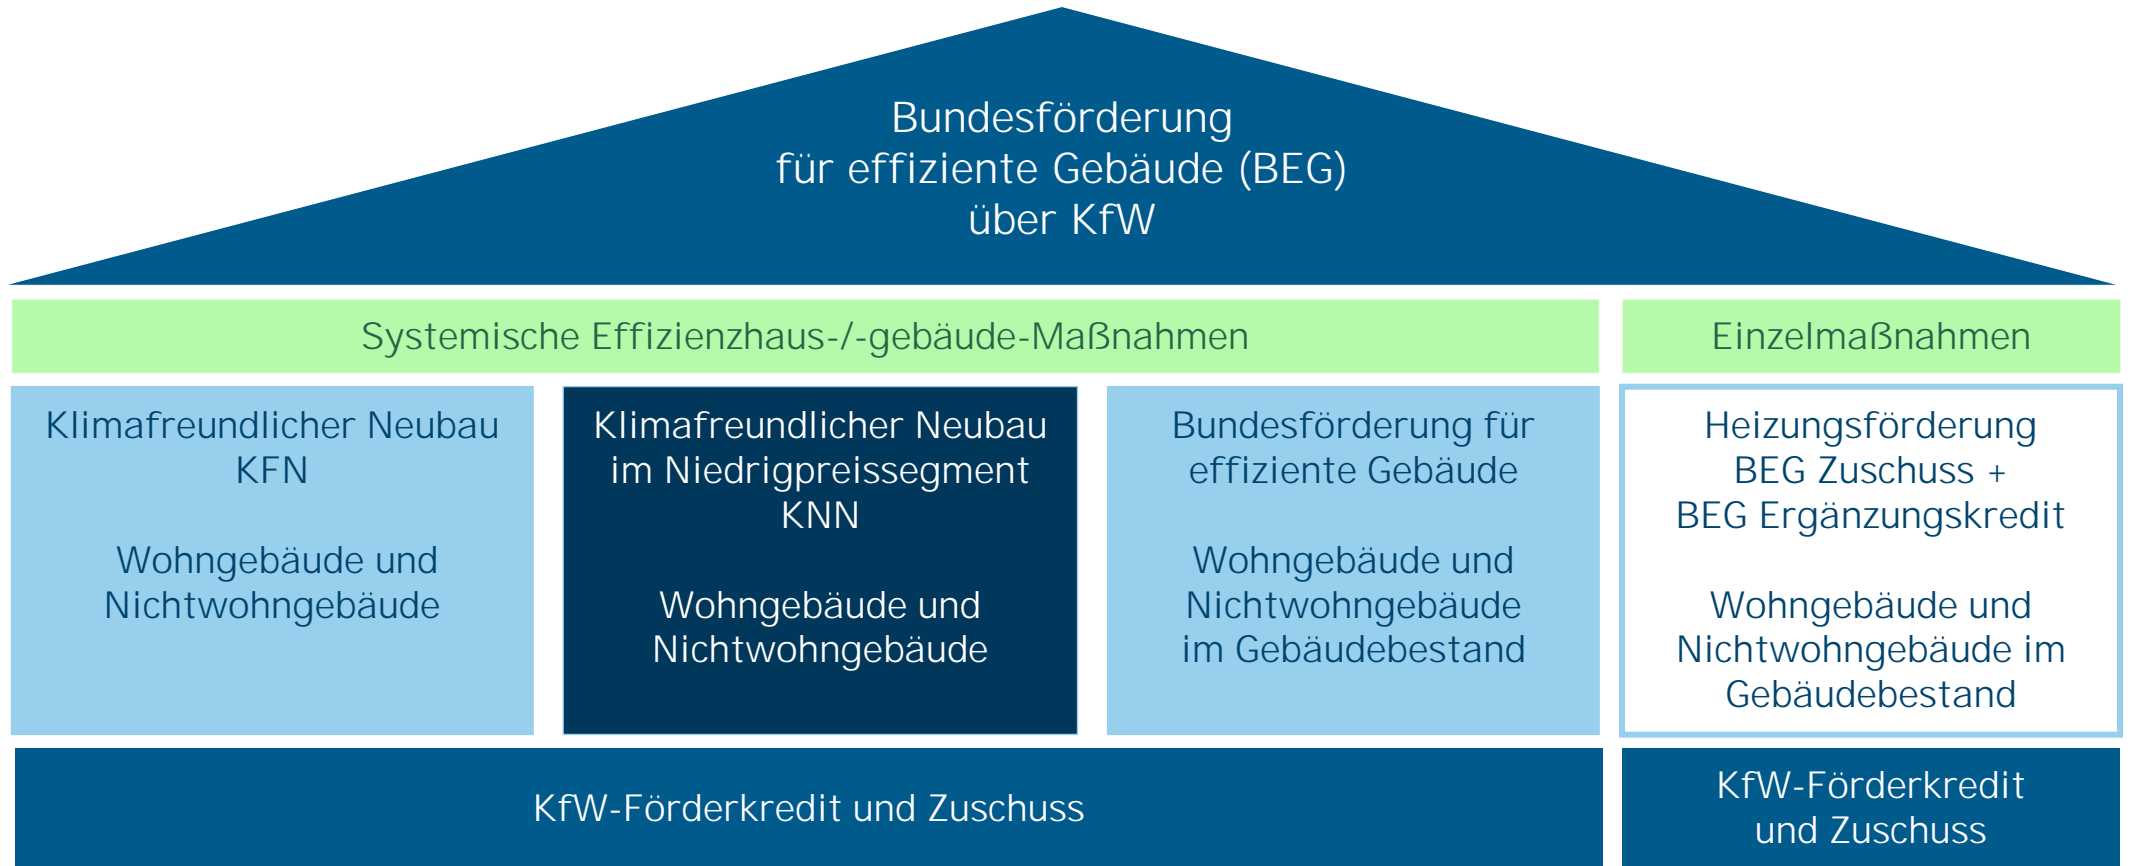 Bundesförderung
für effiziente Gebäude (BEG)
über KfW
Systemische Effizienzhaus-/-gebäude-Maßnahmen
Einzelmaßnahmen
Klimafreundlicher Neubau
KFN
Wohngebäude und
Nichtwohngebäude
Klimafreundlicher Neubau
im Niedrigpreissegment
KNN
Wohngebäude und
Nichtwohngebäude
Bundesförderung für
effiziente Gebäude
Wohngebäude und
Nichtwohngebäude
im Gebäudebestand
Heizungsförderung
BEG Zuschuss +
BEG Ergänzungskredit
Wohngebäude und
Nichtwohngebäude im
Gebäudebestand
KfW-Förderkredit und Zuschuss
KfW-Förderkredit
und Zuschuss